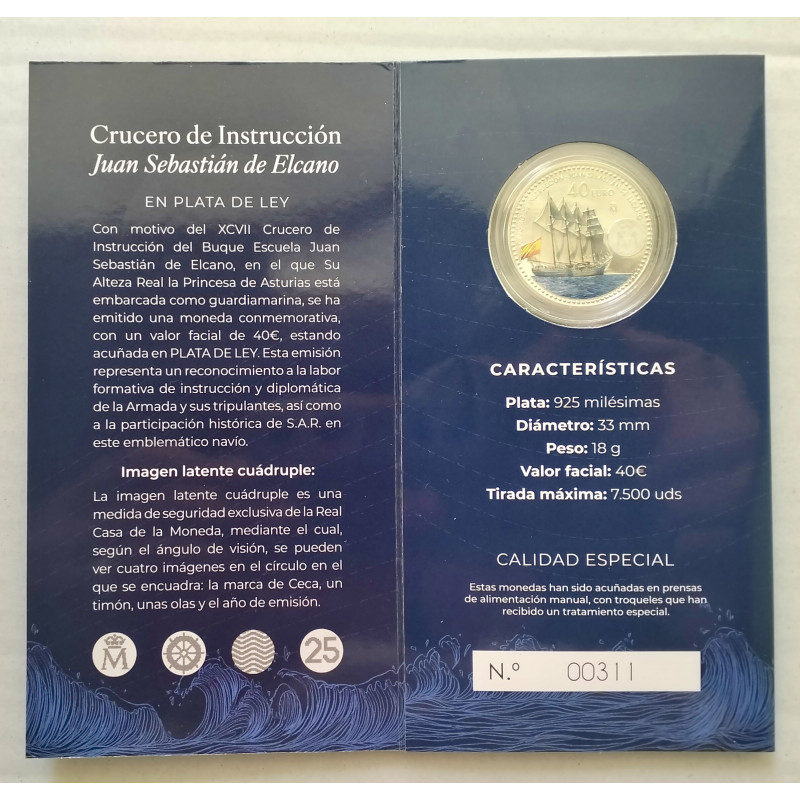 Crucero de Instrucción
Juan Sebastián de Elcano
EN PLATA DE LEY
Con motivo del XCVII Crucero de
Instrucción del Buque Escuela Juan
Sebastián de Elcano, en el que Su
Alteza Real la Princesa de Asturias está
embarcada como guardiamarina, se ha
emitido una moneda conmemorativa,
con un valor facial de 40€, estando
acuñada en PLATA DE LEY. Esta emisión
representa un reconocimiento a la labor
formativa de instrucción y diplomática
de la Armada y sus tripulantes, así como
a la participación histórica de S.A.R. en
este emblemático navío.
Imagen latente cuádruple:
La imagen latente cuádruple es una
medida de seguridad exclusiva de la Real
Casa de la Moneda, mediante el cual,
según el ángulo de visión, se pueden
ver cuatro imágenes en el círculo en el
que se encuadra: la marca de Ceca, un
timón, unas olas y el año de emisión.
M
25
40 EURO
CARACTERÍSTICAS
Plata: 925 milésimas
Diámetro: 33 mm
Peso: 18 g
Valor facial: 40€
Tirada máxima: 7.500 uds
CALIDAD ESPECIAL
Estas monedas han sido acuñadas en prensas
de alimentación manual, con troqueles que han
recibido un tratamiento especial.
N.º 00311